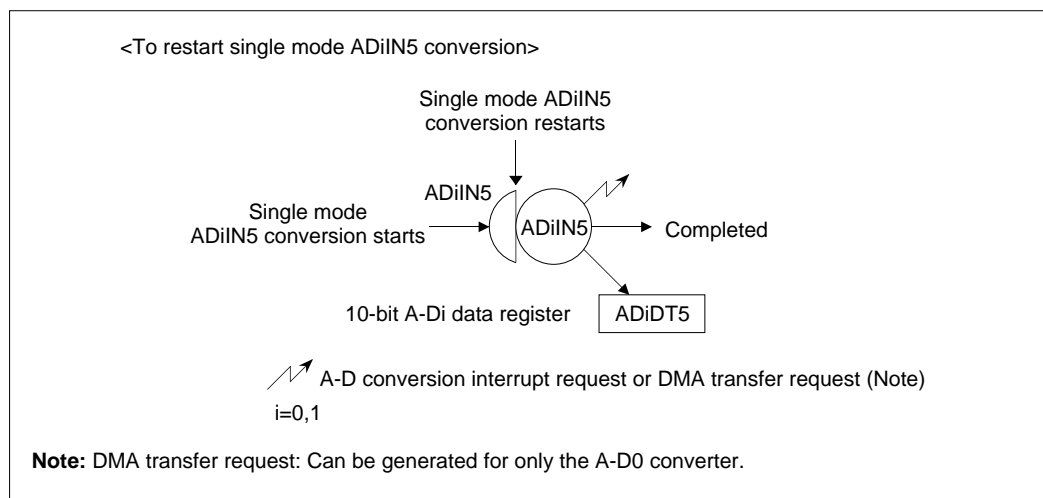 <To restart single mode ADiIN5 conversion>
Single mode ADiIN5
conversion restarts
ADiIN5
Single mode
ADiIN5 conversion starts
ADiIN5
Completed
10-bit A-Di data register
ADiDT5
A-D conversion interrupt request or DMA transfer request (Note)
i=0,1
Note: DMA transfer request: Can be generated for only the A-D0 converter.